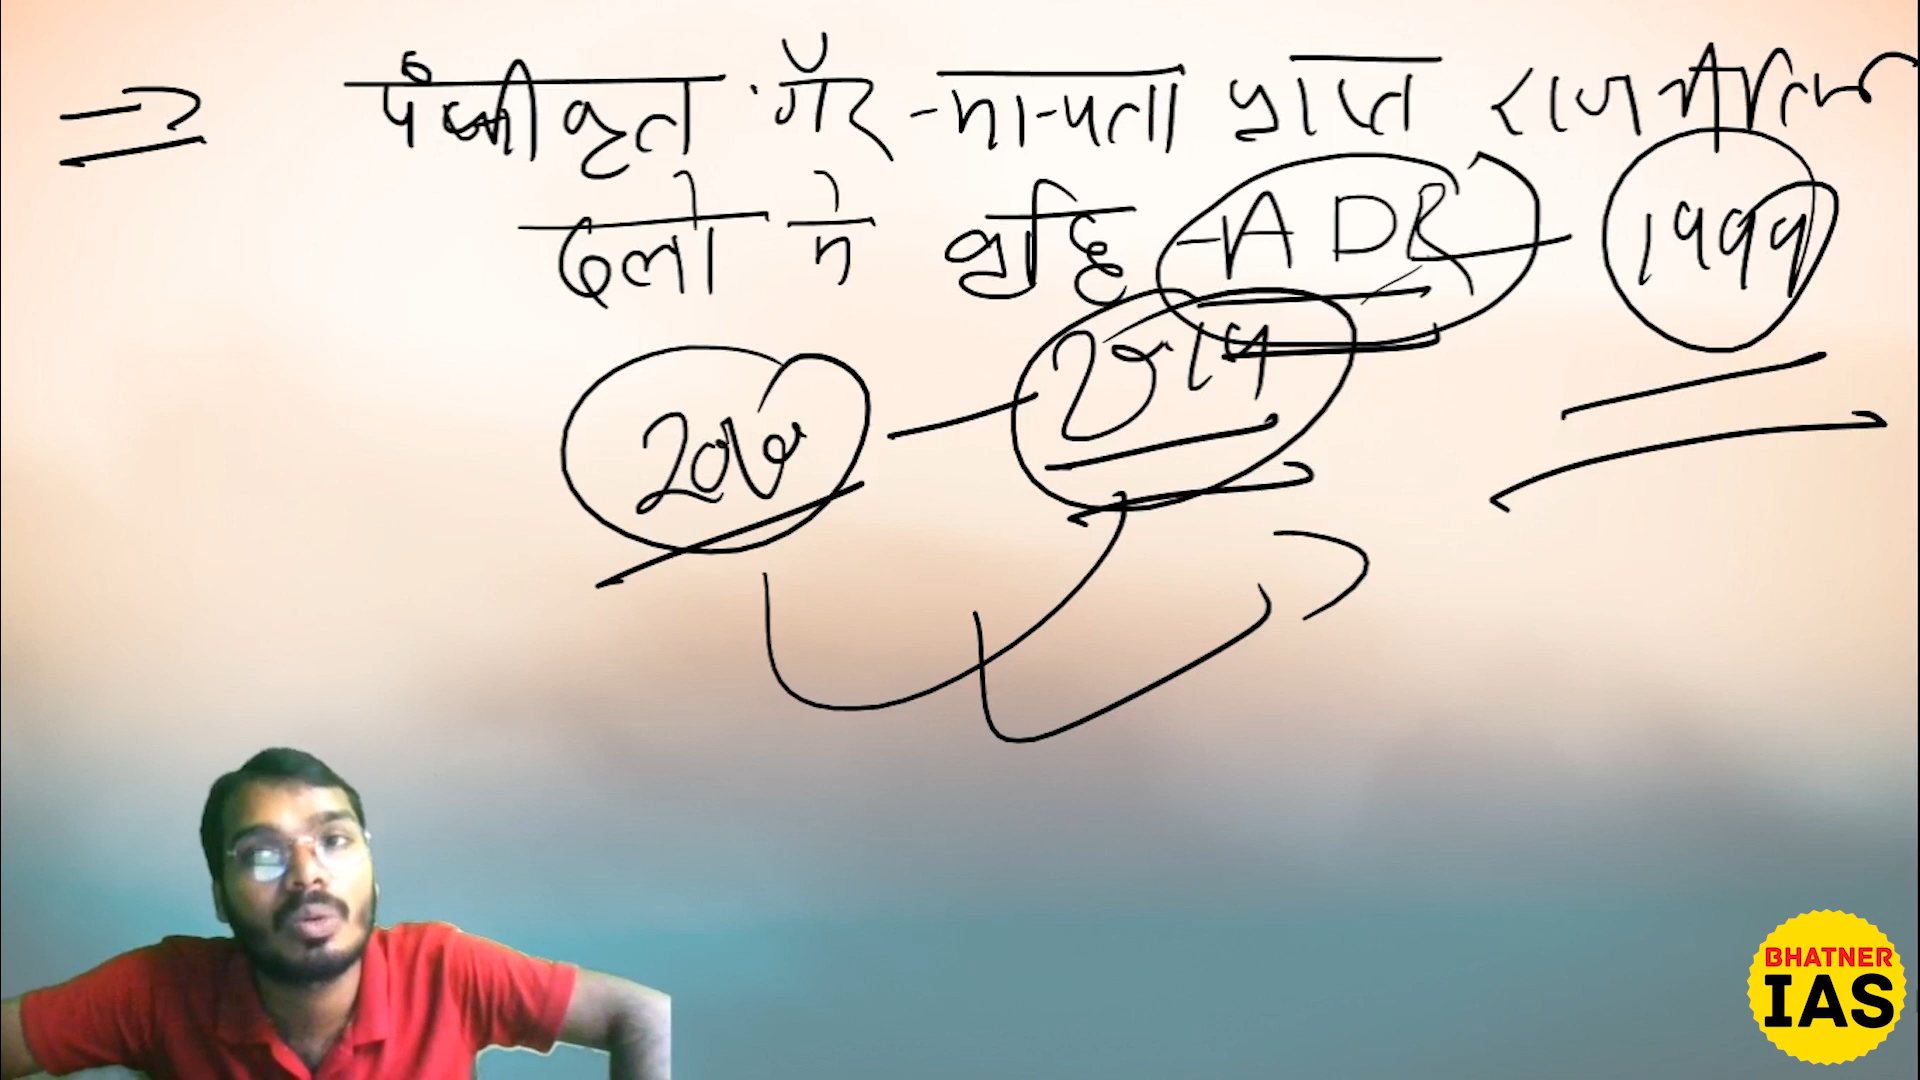 => पंजीकृत गैर-मान्यता प्राप्त राजनीतिक
दलों में वृद्धि - ADR - 1999
2010 - 2019
BHATNER
IAS